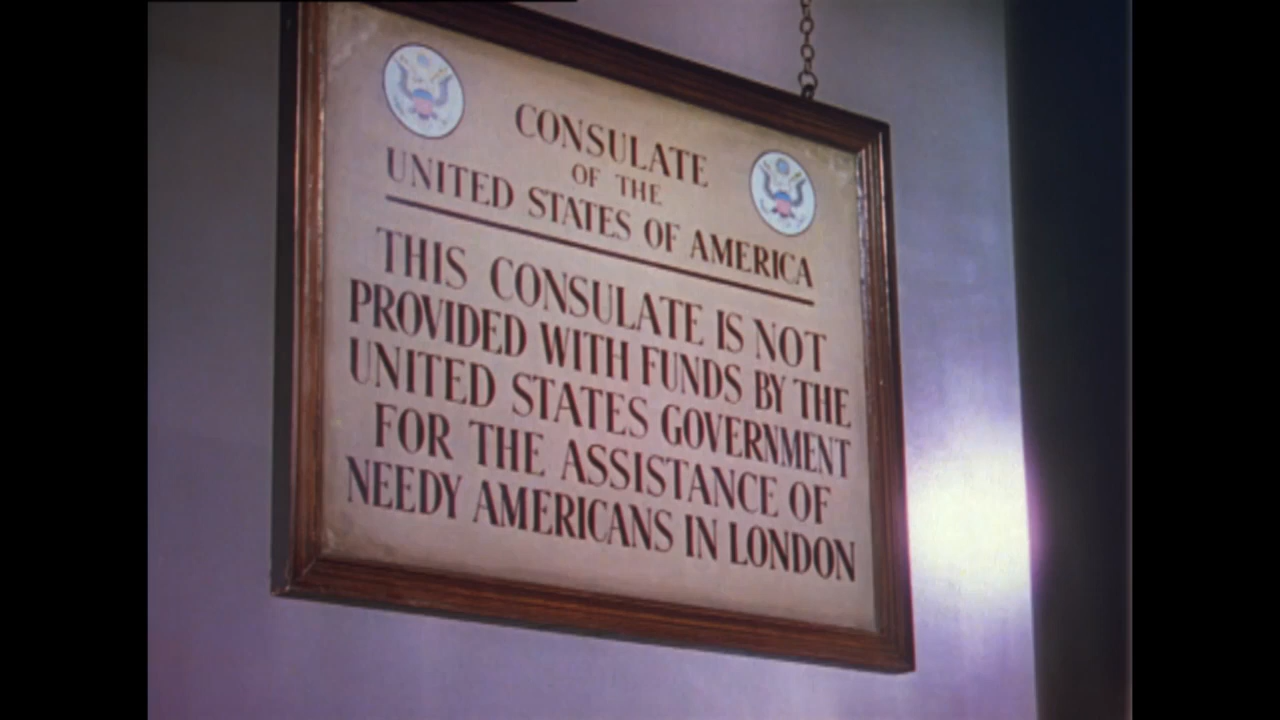 CONSULATE
OF THE
UNITED STATES OF AMERICA
THIS CONSULATE IS NOT
PROVIDED WITH FUNDS BY THE
UNITED STATES GOVERNMENT
FOR THE ASSISTANCE OF
NEEDY AMERICANS IN LONDON